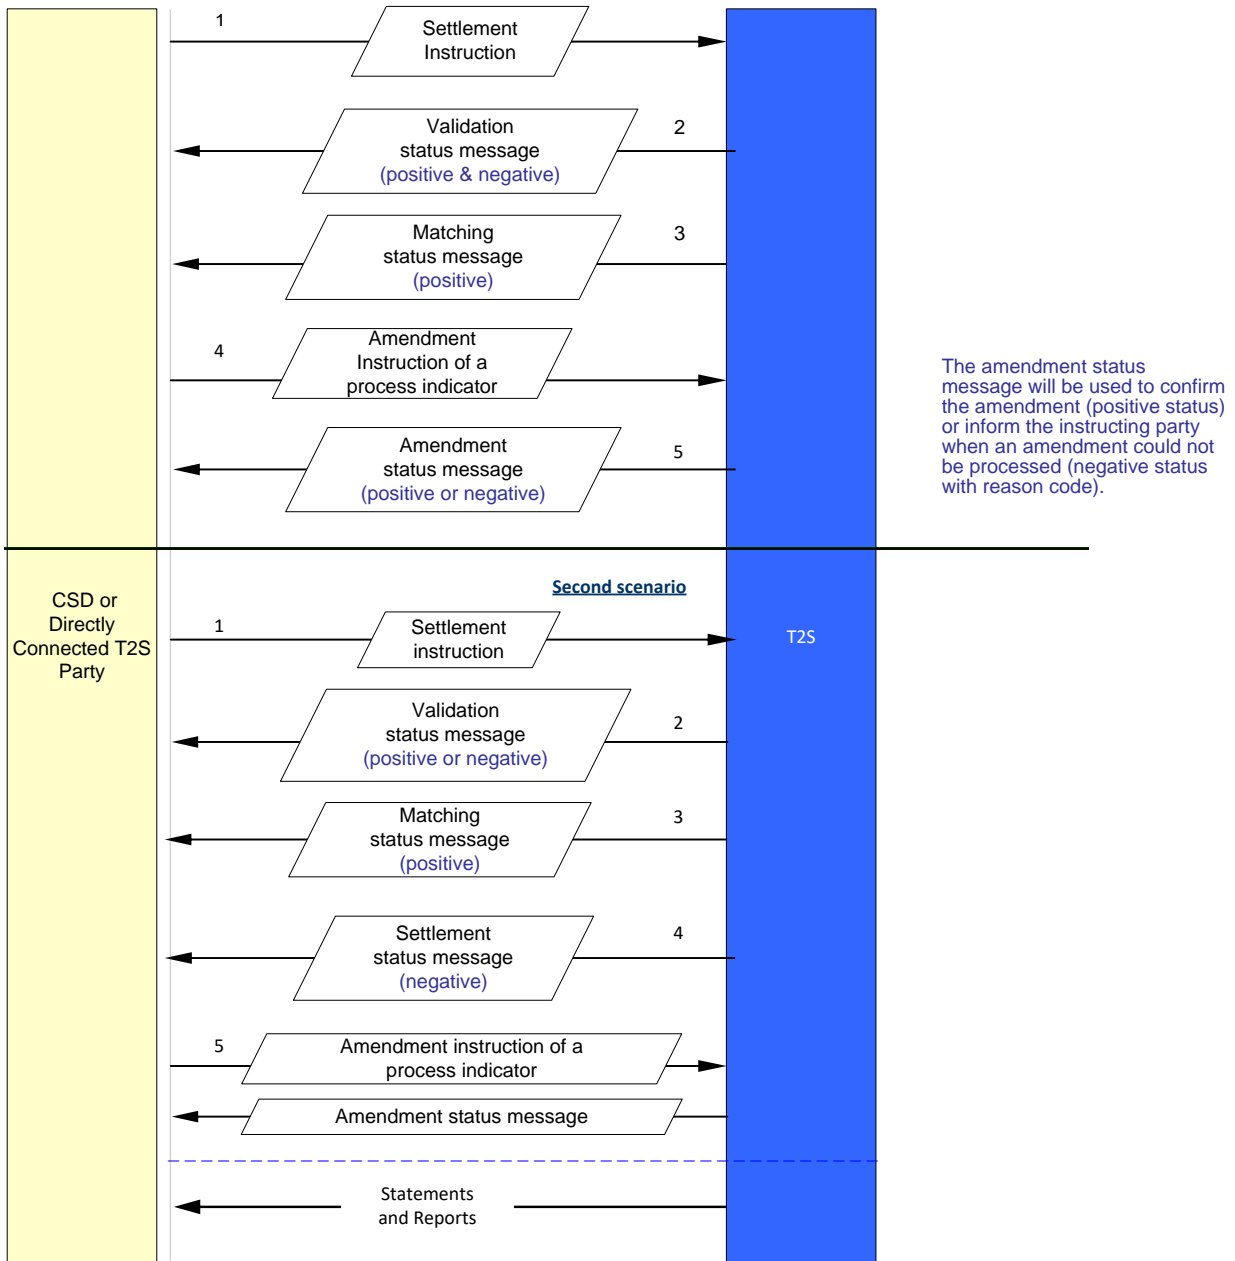 1
Settlement
Instruction
Validation
status message
(positive & negative)
2
Matching
status message
(positive)
3
4
Amendment
Instruction of a
process indicator
Amendment
status message
(positive or negative)
5
The amendment status
message will be used to confirm
the amendment (positive status)
or inform the instructing party
when an amendment could not
be processed (negative status
with reason code).
Second scenario
CSD or
Directly
Connected T2S
Party
1
Settlement
instruction
T2S
Validation
status message
(positive or negative)
2
Matching
status message
(positive)
3
Settlement
status message
(negative)
4
5
Amendment instruction of a
process indicator
Amendment status message
Statements
and Reports